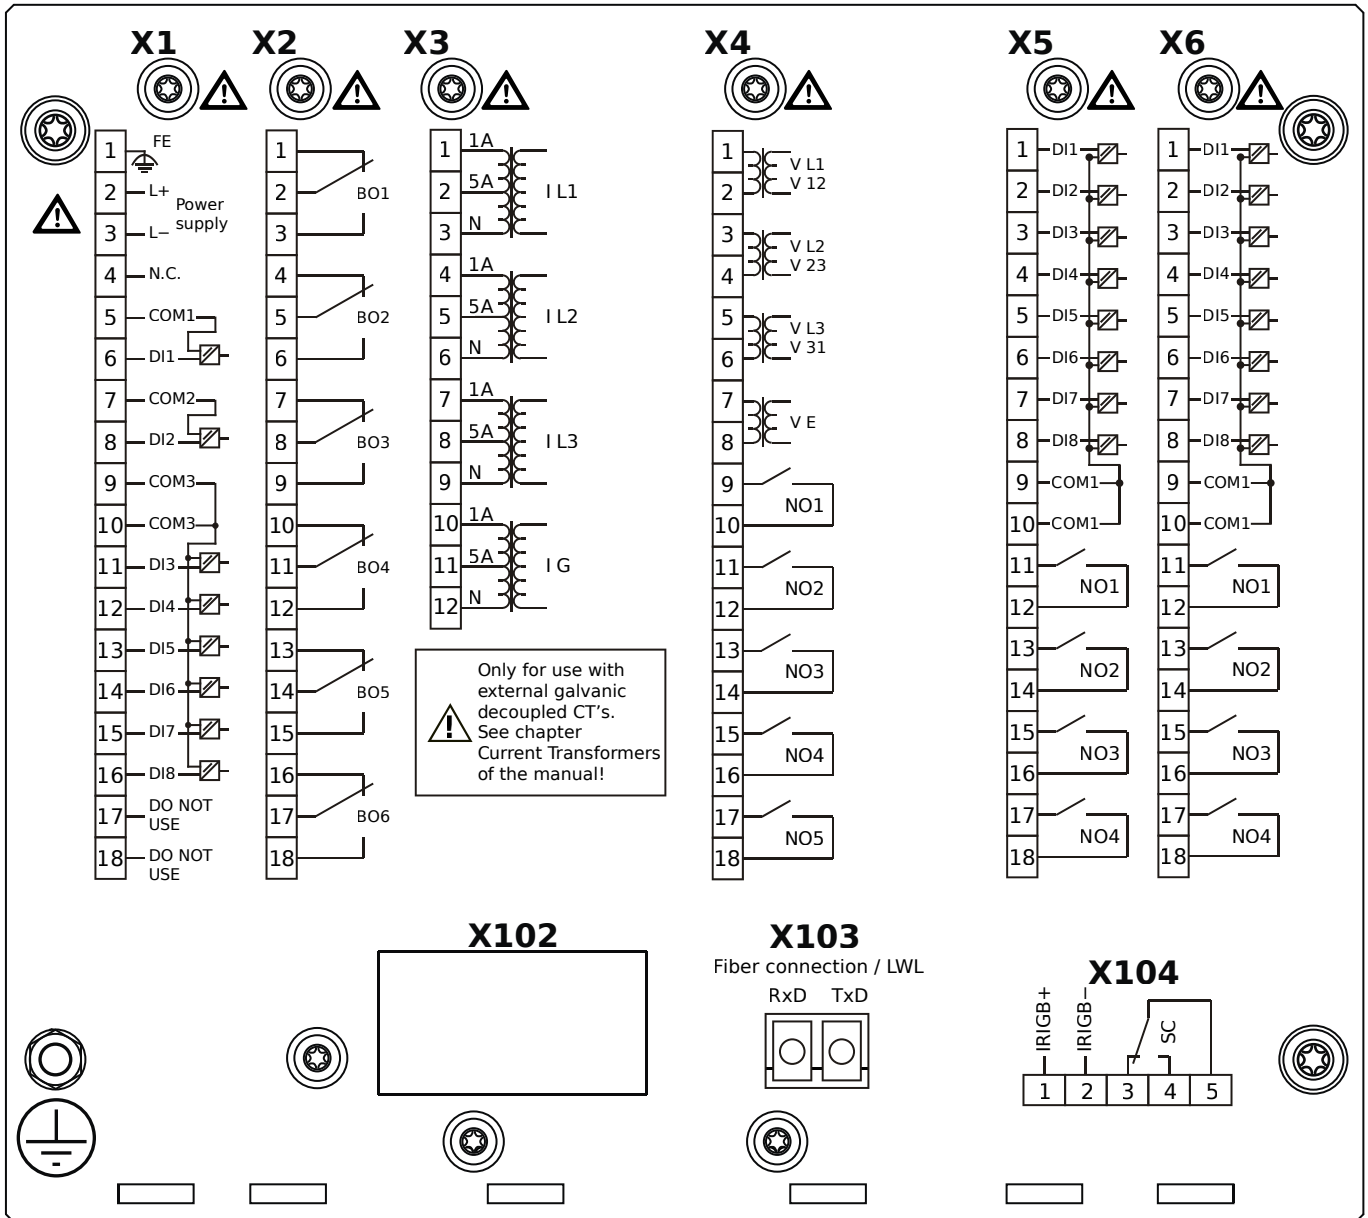 X1 X2 X3 X4 X5 X6
1 FE
2 L+
Power
supply
3 L−
4 N.C.
5 COM1
6 DI1
7 COM2
8 DI2
9 COM3
10 COM3
11 DI3
12 DI4
13 DI5
14 DI6
15 DI7
16 DI8
17 DO NOT
USE
18 DO NOT
USE
1
2 BO1
3
4
5 BO2
6
7
8 BO3
9
10
11 BO4
12
13
14 BO5
15
16
17 BO6
18
1 1A
2 5A I L1
3 N
4 1A
5 5A I L2
6 N
7 1A
8 5A I L3
9 N
10 1A
11 5A I G
12 N
Only for use with
external galvanic
decoupled CT's.
See chapter
Current Transformers
of the manual!
1 V L1
2 V 12
3 V L2
4 V 23
5 V L3
6 V 31
7
V E
8
9
NO1
10
11
NO2
12
13
NO3
14
15
NO4
16
17
NO5
18
1 DI1
2 DI2
3 DI3
4 DI4
5 DI5
6 DI6
7 DI7
8 DI8
9 COM1
10 COM1
11
NO1
12
13
NO2
14
15
NO3
16
17
NO4
18
1 DI1
2 DI2
3 DI3
4 DI4
5 DI5
6 DI6
7 DI7
8 DI8
9 COM1
10 COM1
11
NO1
12
13
NO2
14
15
NO3
16
17
NO4
18
X102
X103
Fiber connection / LWL
RxD TxD
X104
IRIGB+
IRIGB−
SC
1 2 3 4 5